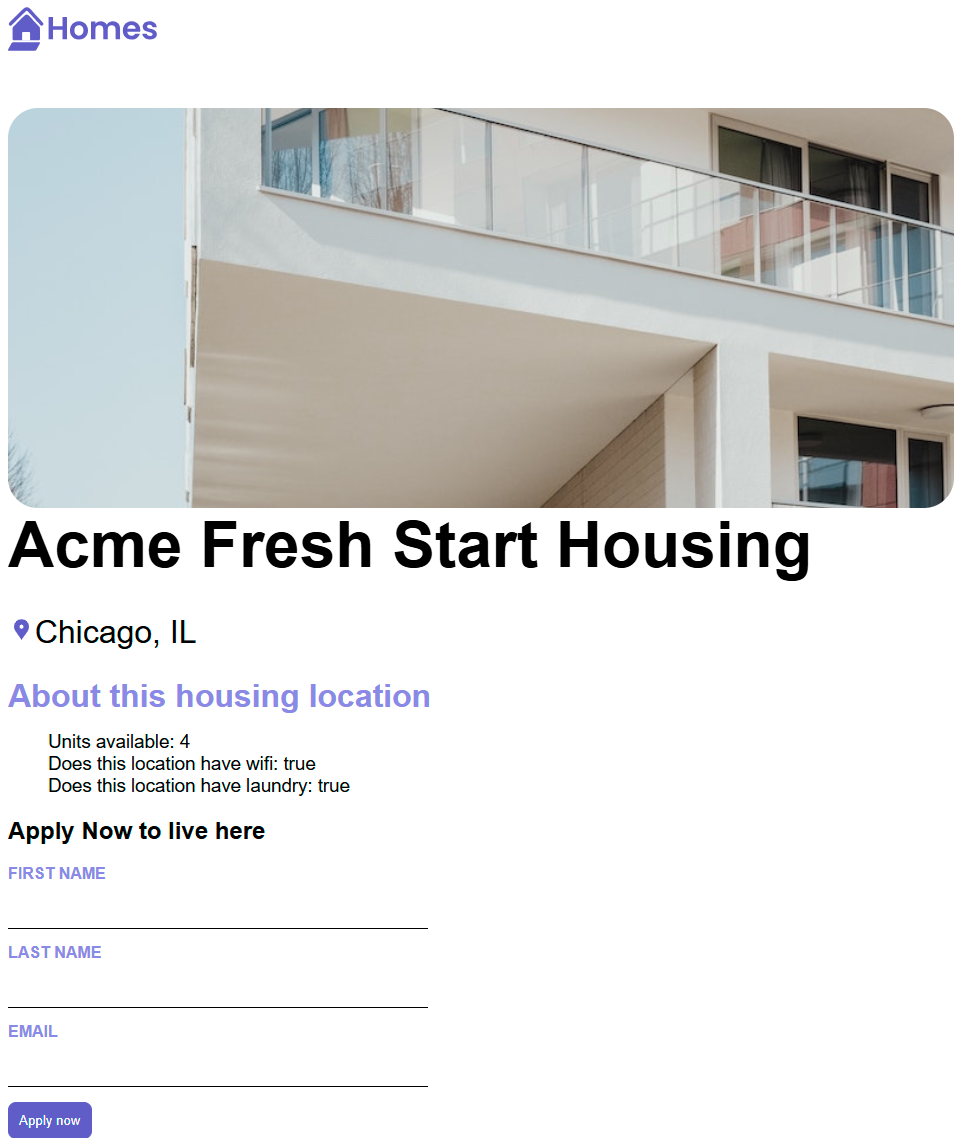 Homes
Acme Fresh Start Housing
Chicago, IL
About this housing location
Units available: 4
Does this location have wifi: true
Does this location have laundry: true
Apply Now to live here
FIRST NAME
LAST NAME
EMAIL
Apply now